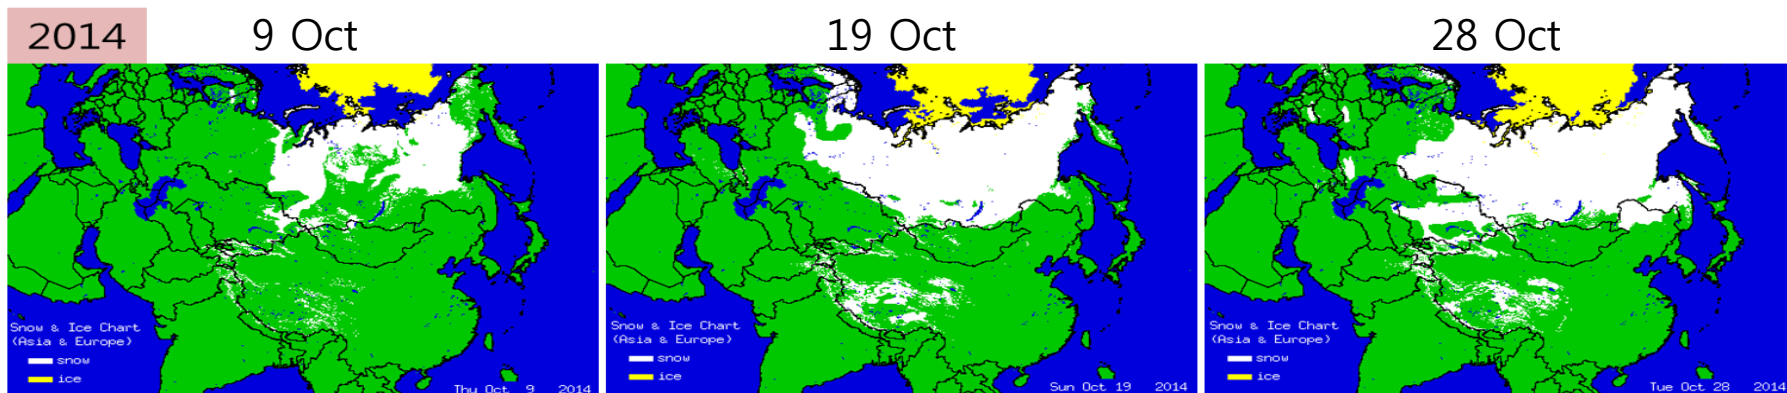 2014
9 Oct
19 Oct
28 Oct
Snow & Ice Chart
(Asia & Europe)
snow
ice
Thu Oct 9 2014
Snow & Ice Chart
(Asia & Europe)
snow
ice
Sun Oct 19 2014
Snow & Ice Chart
(Asia & Europe)
snow
ice
Tue Oct 28 2014